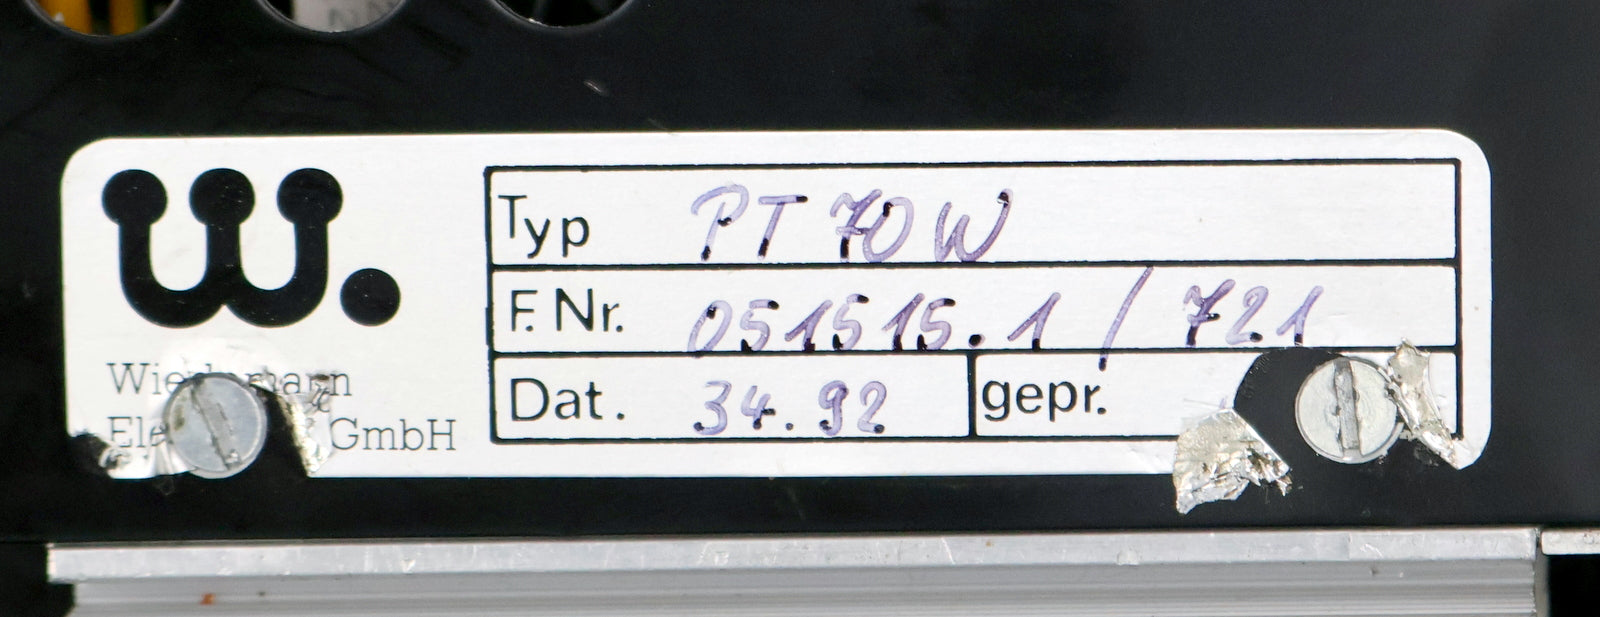 w.
Typ PT 70 W
F. Nr. 051515.1 / 721
Dat. 34.92 gepr.
GmbH